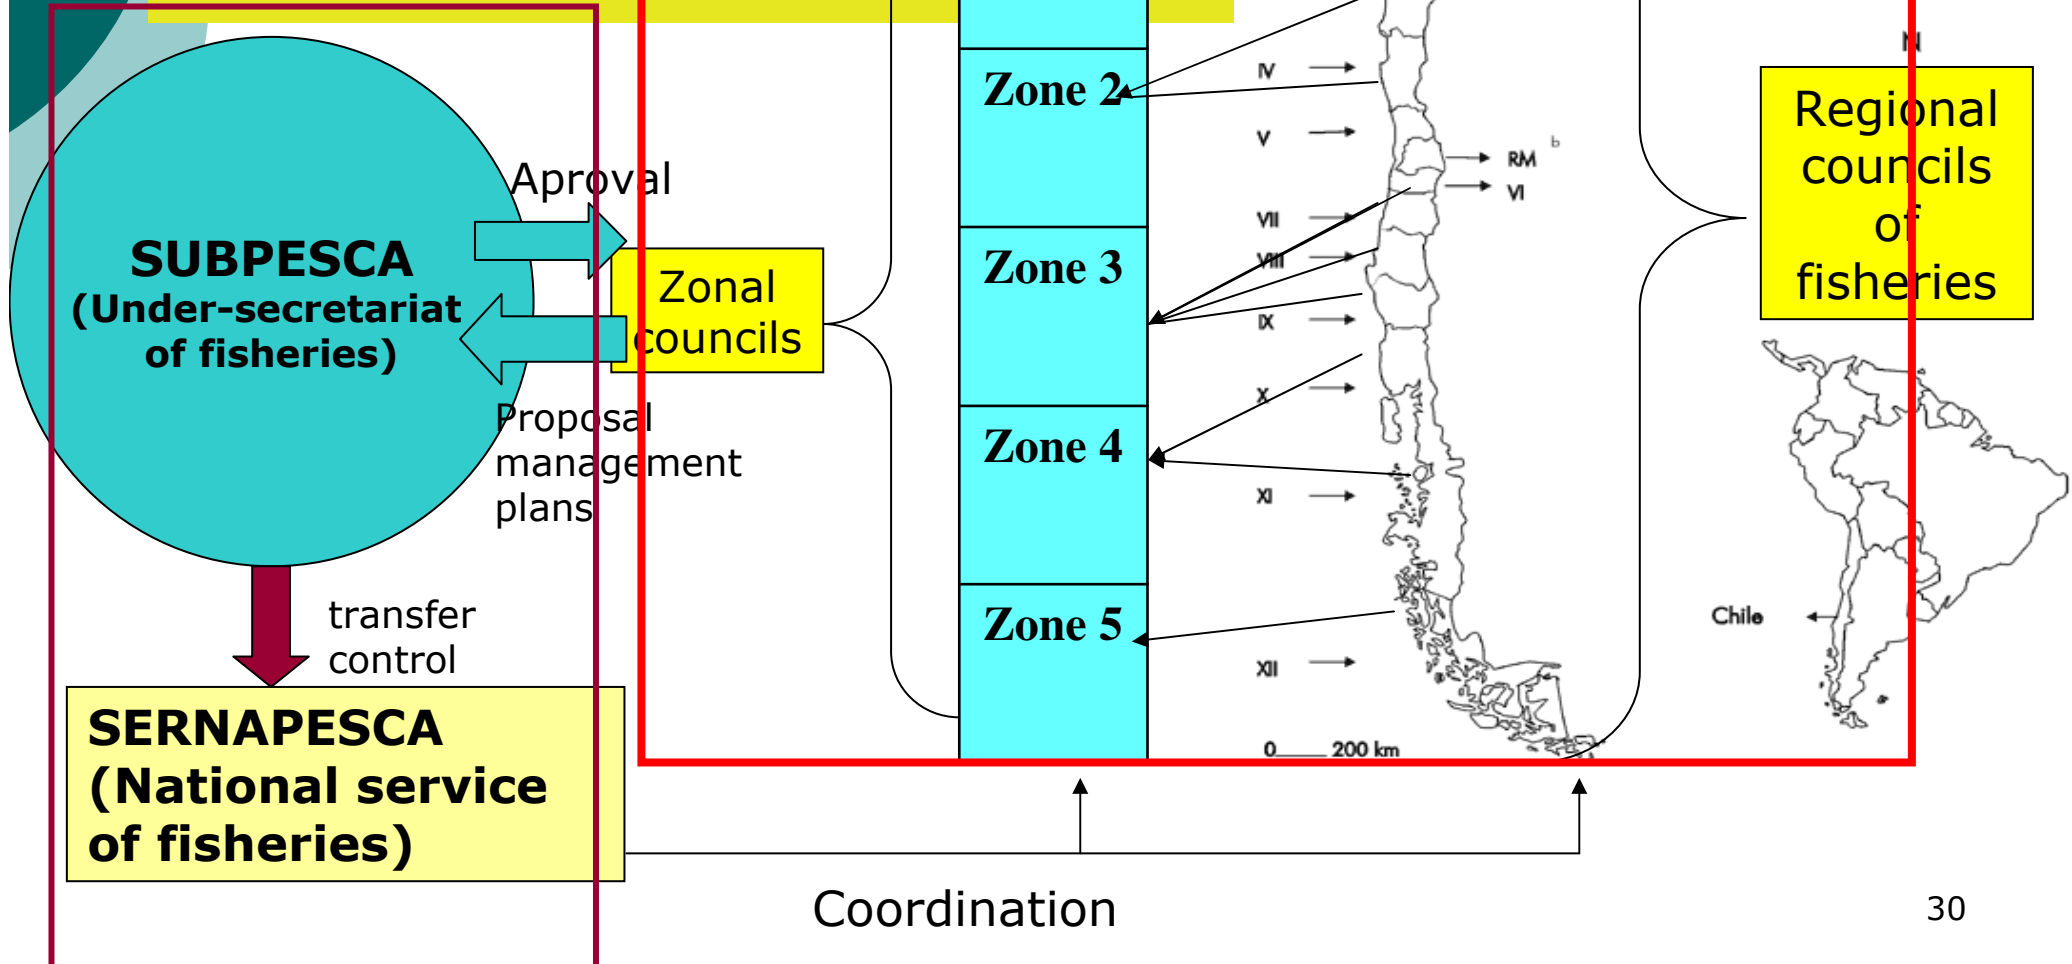 SUBPESCA
(Under-secretariat
of fisheries)
Aproval
Zonal
councils
Proposal
management
plans
transfer
control
SERNAPESCA
(National service
of fisheries)
Zone 2
Zone 3
Zone 4
Zone 5
IV
V
RM b
VI
VII
VIII
IX
X
XI
XII
0 200 km
N
Regional
councils
of
fisheries
Chile
Coordination
30